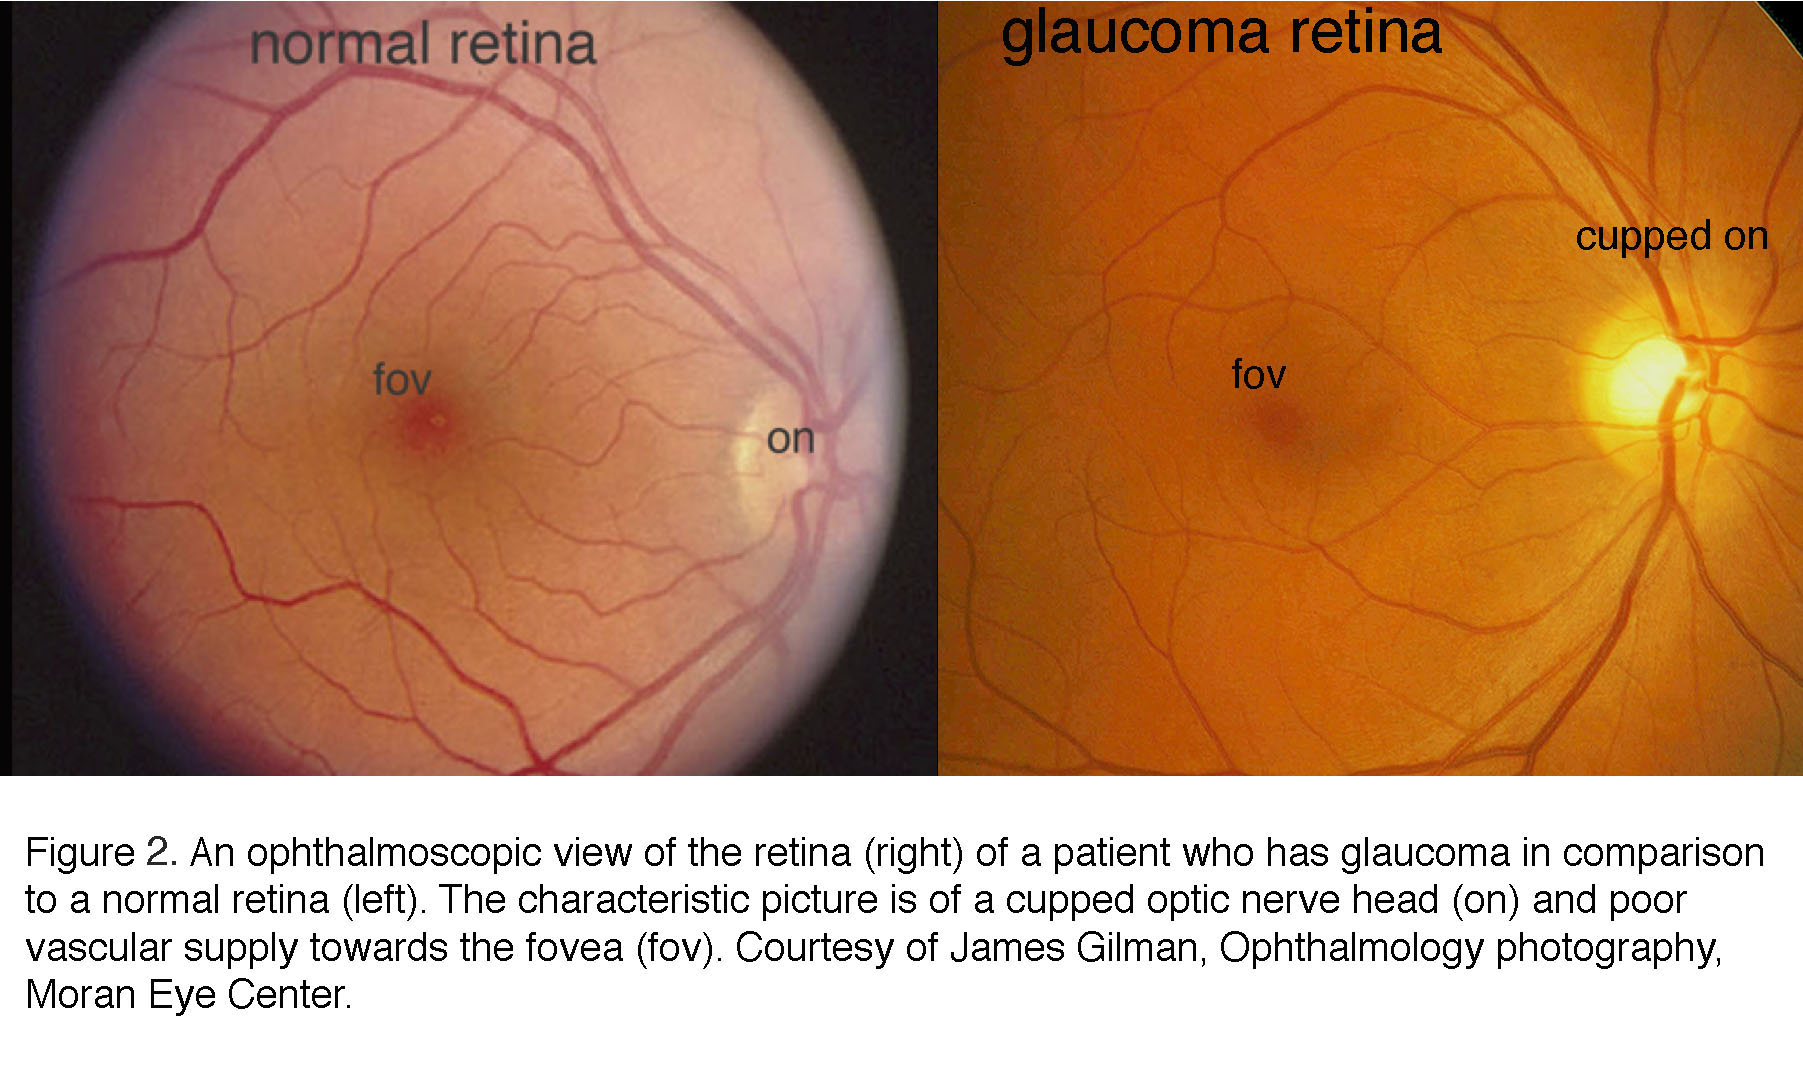 normal retina
glaucoma retina
cupped on
fov
fov
on
Figure 2. An ophthalmoscopic view of the retina (right) of a patient who has glaucoma in comparison
to a normal retina (left). The characteristic picture is of a cupped optic nerve head (on) and poor
vascular supply towards the fovea (fov). Courtesy of James Gilman, Ophthalmology photography,
Moran Eye Center.